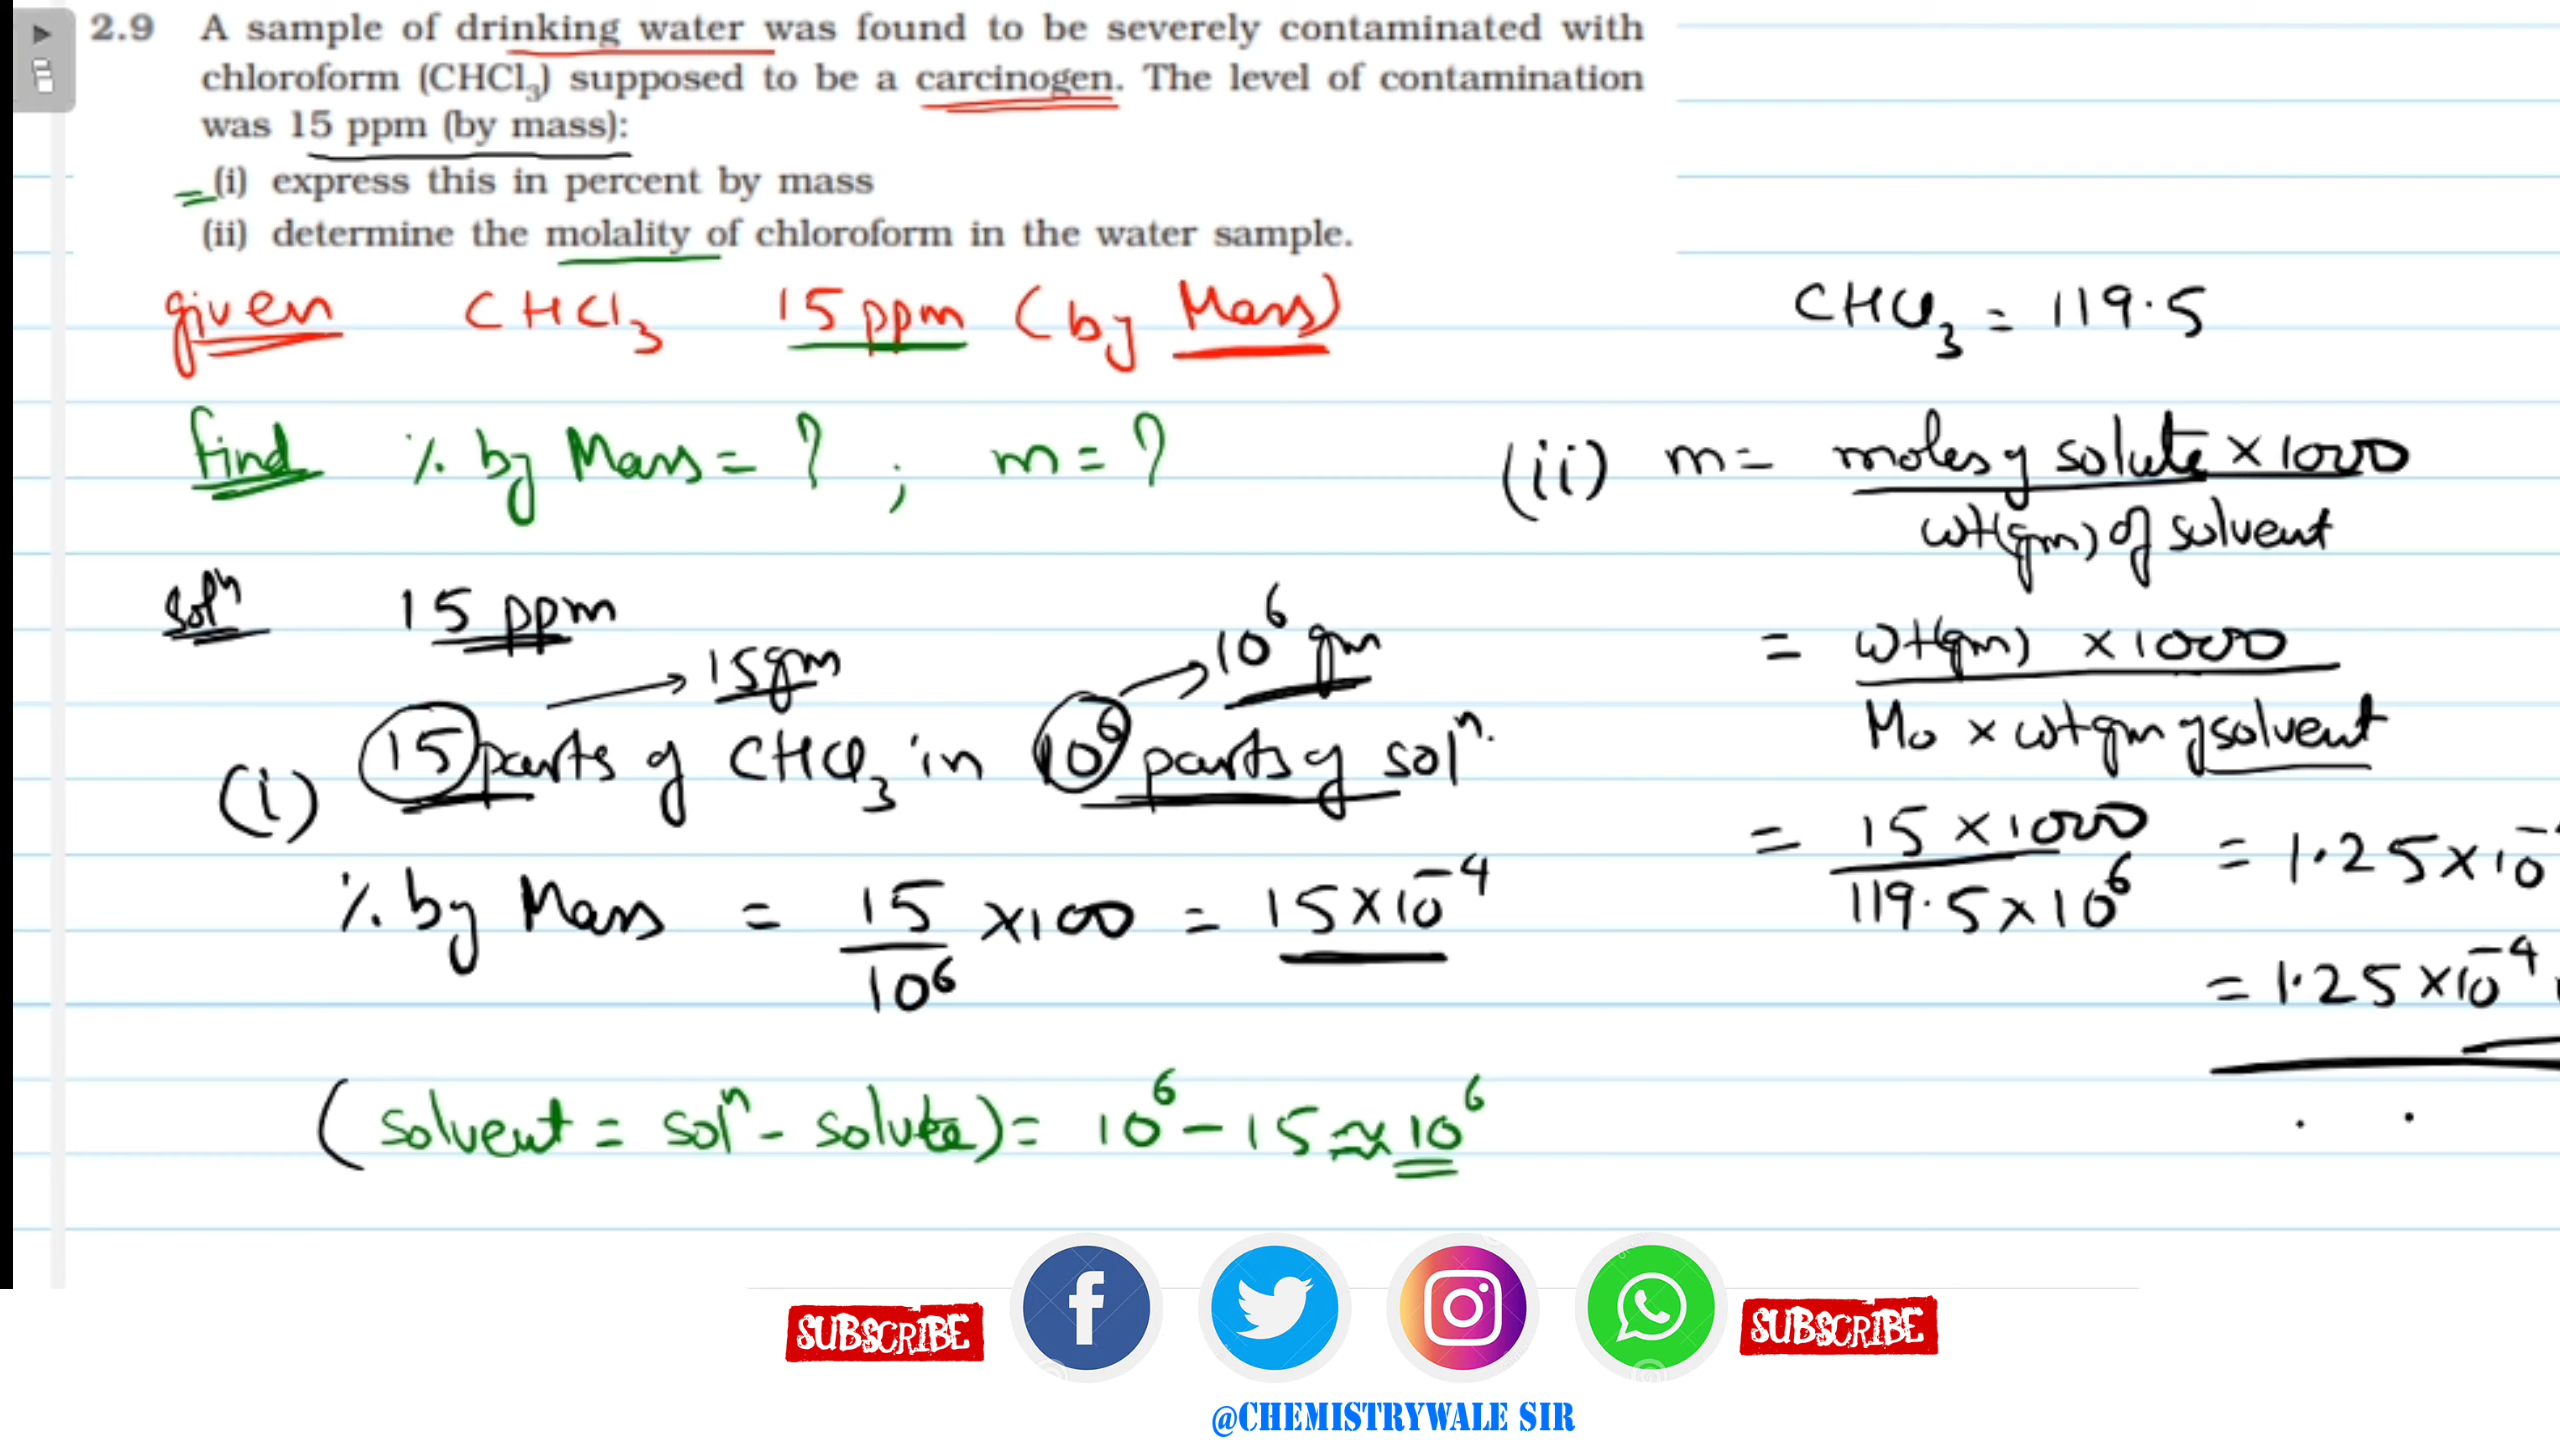 2.9 A sample of drinking water was found to be severely contaminated with
chloroform (CHCl₃) supposed to be a carcinogen. The level of contamination
was 15 ppm (by mass):
(i) express this in percent by mass
(ii) determine the molality of chloroform in the water sample.
given CHCl₃ 15 ppm (by Mass)
find % by Mass = ? ; m = ?
Solⁿ 15 ppm
15gm 10⁶ gm
(i) 15 parts of CHCl₃ in 10⁶ parts of solⁿ.
% by Mass = 15/10⁶ ×100 = 15×10⁻⁴
(solvent = solⁿ - solute) = 10⁶ - 15 ≈ 10⁶
CHCl₃ = 119.5
(ii) m = moles of solute × 1000
wt(gm) of solvent
= wt(gm) × 1000
Mo × wt gm of solvent
= 15 × 1000 / 119.5 × 10⁶ = 1.25 × 10⁻
= 1.25 × 10⁻⁴
SUBSCRIBE f SUBSCRIBE
@CHEMISTRYWALE SIR